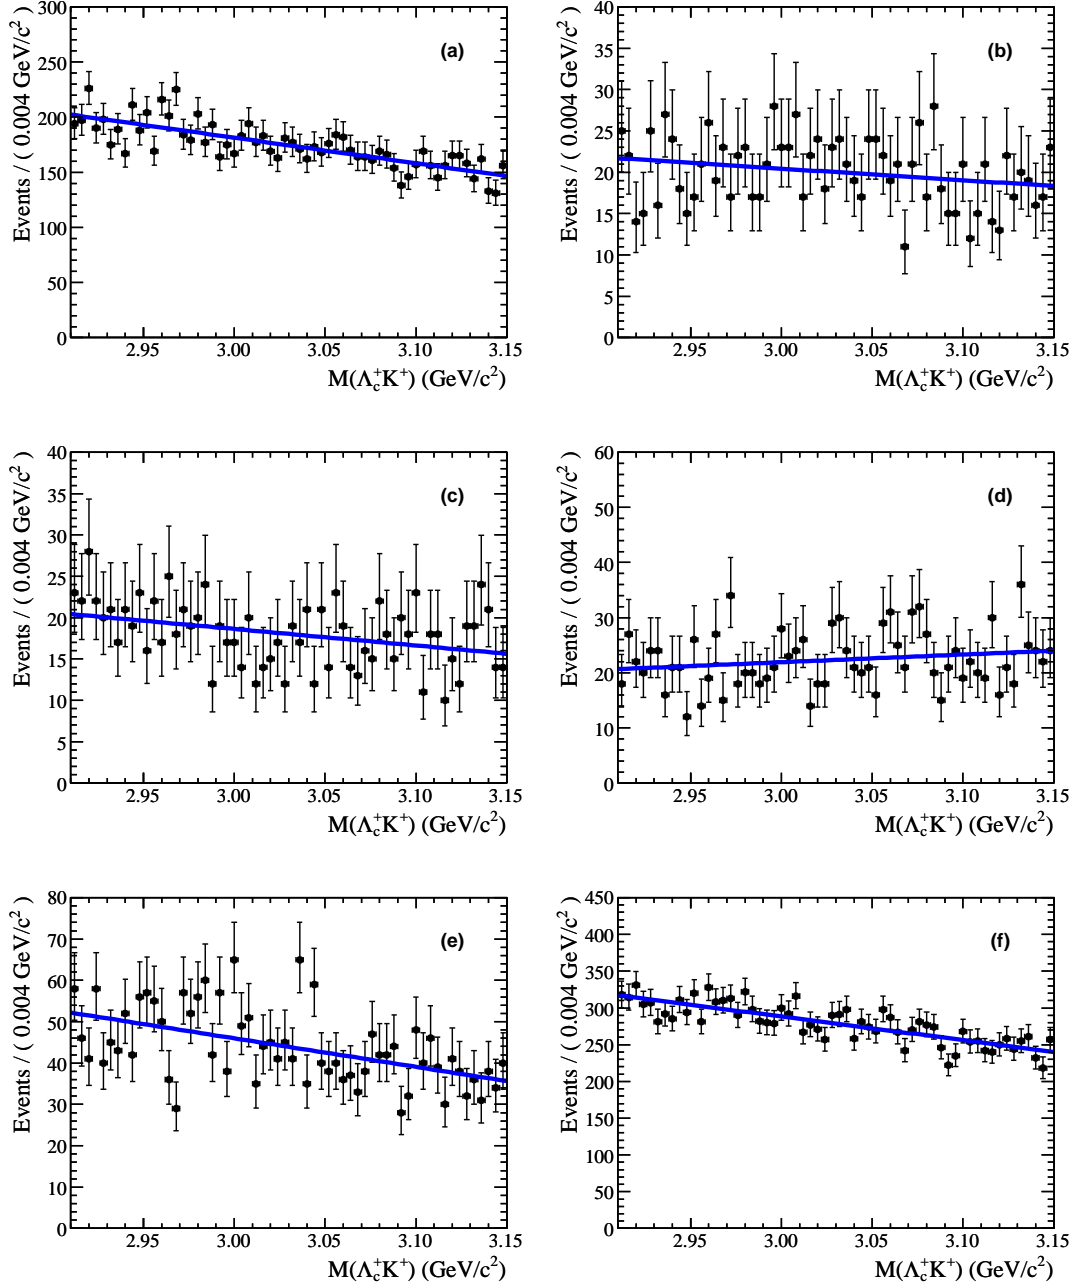 300
250
200
150
100
50
0
2.95 3.00 3.05 3.10 3.15
Events / ( 0.004 GeV/c² )
(a)
M(Λc⁺K⁺) (GeV/c²)
40
35
30
25
20
15
10
5
0
2.95 3.00 3.05 3.10 3.15
Events / ( 0.004 GeV/c² )
(b)
M(Λc⁺K⁺) (GeV/c²)
40
35
30
25
20
15
10
5
0
2.95 3.00 3.05 3.10 3.15
Events / ( 0.004 GeV/c² )
(c)
M(Λc⁺K⁺) (GeV/c²)
60
50
40
30
20
10
0
2.95 3.00 3.05 3.10 3.15
Events / ( 0.004 GeV/c² )
(d)
M(Λc⁺K⁺) (GeV/c²)
80
70
60
50
40
30
20
10
0
2.95 3.00 3.05 3.10 3.15
Events / ( 0.004 GeV/c² )
(e)
M(Λc⁺K⁺) (GeV/c²)
450
400
350
300
250
200
150
100
50
0
2.95 3.00 3.05 3.10 3.15
Events / ( 0.004 GeV/c² )
(f)
M(Λc⁺K⁺) (GeV/c²)